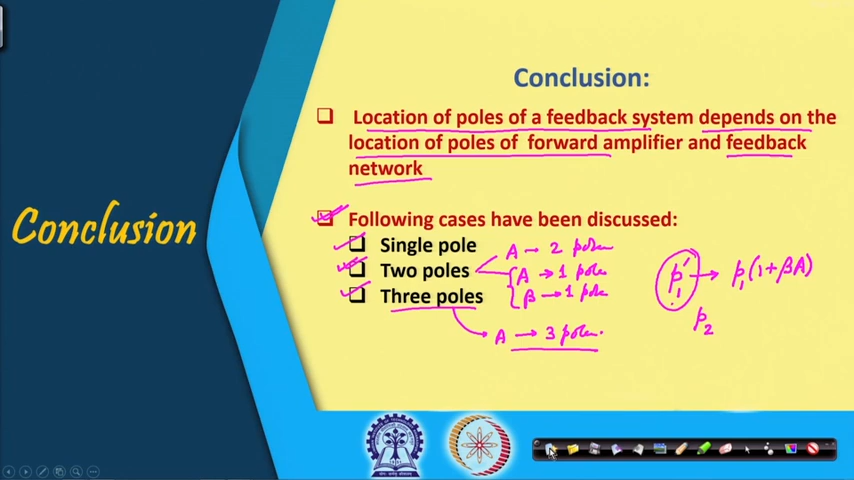 Conclusion
Conclusion:
Location of poles of a feedback system depends on the
location of poles of forward amplifier and feedback
network
Following cases have been discussed:
Single pole
Two poles
A → 2 poles
A → 1 pole
β → 1 pole
Three poles
A → 3 poles.
p₁' → p₁(1+βA)
p₂